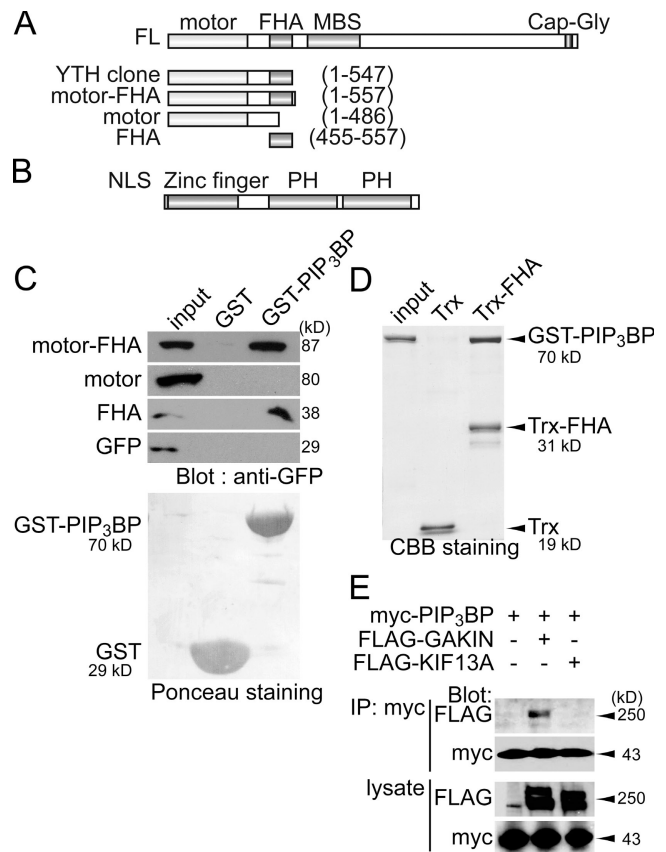 A
motor FHA MBS Cap-Gly
FL
YTH clone (1-547)
motor-FHA (1-557)
motor (1-486)
FHA (455-557)
B
NLS Zinc finger PH PH
C
input GST GST-PIP₃BP
(kD)
motor-FHA 87
motor 80
FHA 38
GFP 29
Blot : anti-GFP
GST-PIP₃BP
70 kD
GST
29 kD
Ponceau staining
D
input Trx Trx-FHA
GST-PIP₃BP
70 kD
Trx-FHA
31 kD
Trx
19 kD
CBB staining
E
myc-PIP₃BP + + +
FLAG-GAKIN - + -
FLAG-KIF13A - - +
Blot: (kD)
IP: myc FLAG 250
myc 43
lysate FLAG 250
myc 43